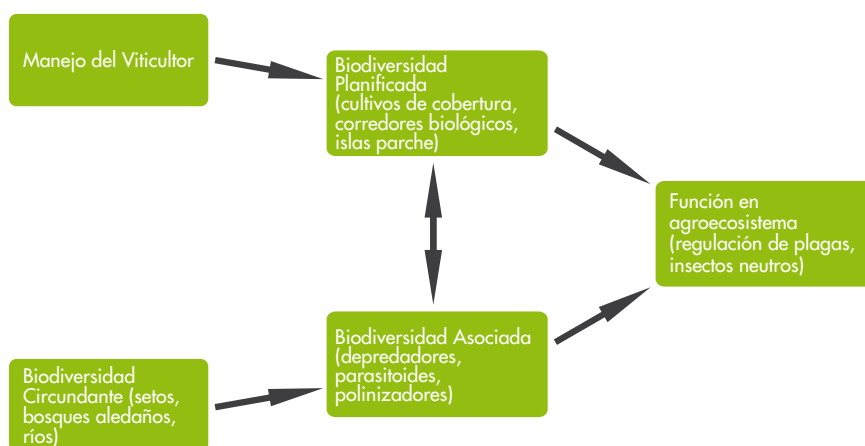 Manejo del Viticultor
Biodiversidad
Planificada
(cultivos de cobertura,
corredores biológicos,
islas parche)
Función en
agroecosistema
(regulación de plagas,
insectos neutros)
Biodiversidad Asociada
(depredadores,
parasitoides,
polinizadores)
Biodiversidad
Circundante (setos,
bosques aledaños,
ríos)